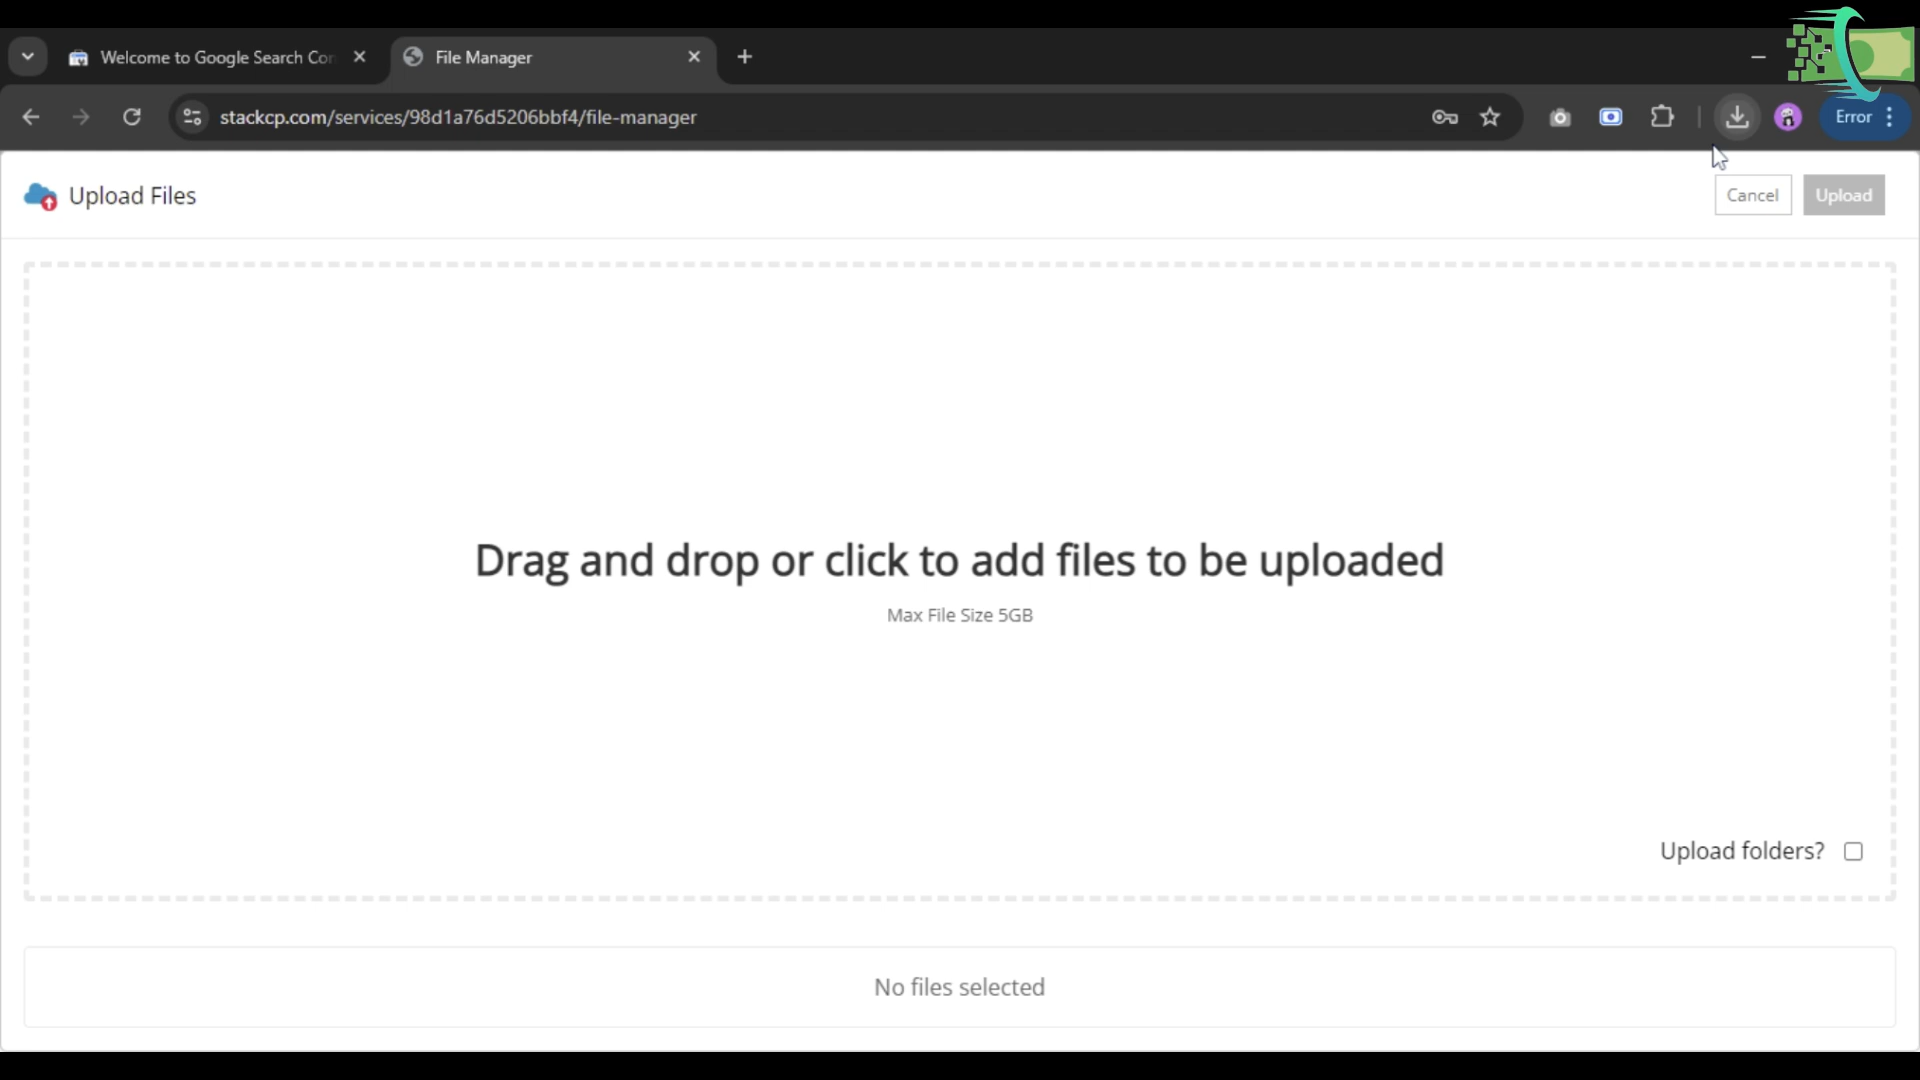 Welcome to Google Search Con
File Manager
stackcp.com/services/98d1a76d5206bbf4/file-manager
Error
Upload Files
Cancel
Upload
Drag and drop or click to add files to be uploaded
Max File Size 5GB
Upload folders?
No files selected